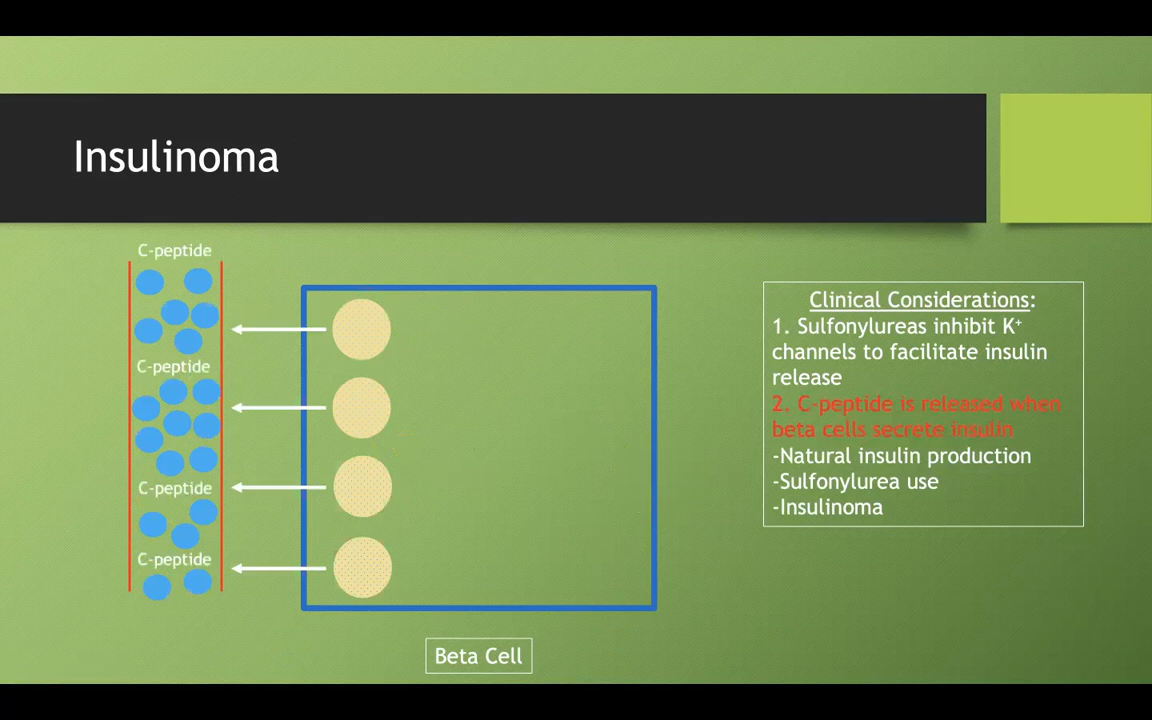 Insulinoma
C-peptide
C-peptide
C-peptide
C-peptide
Clinical Considerations:
1. Sulfonylureas inhibit K⁺
channels to facilitate insulin
release
2. C-peptide is released when
beta cells secrete insulin
-Natural insulin production
-Sulfonylurea use
-Insulinoma
Beta Cell